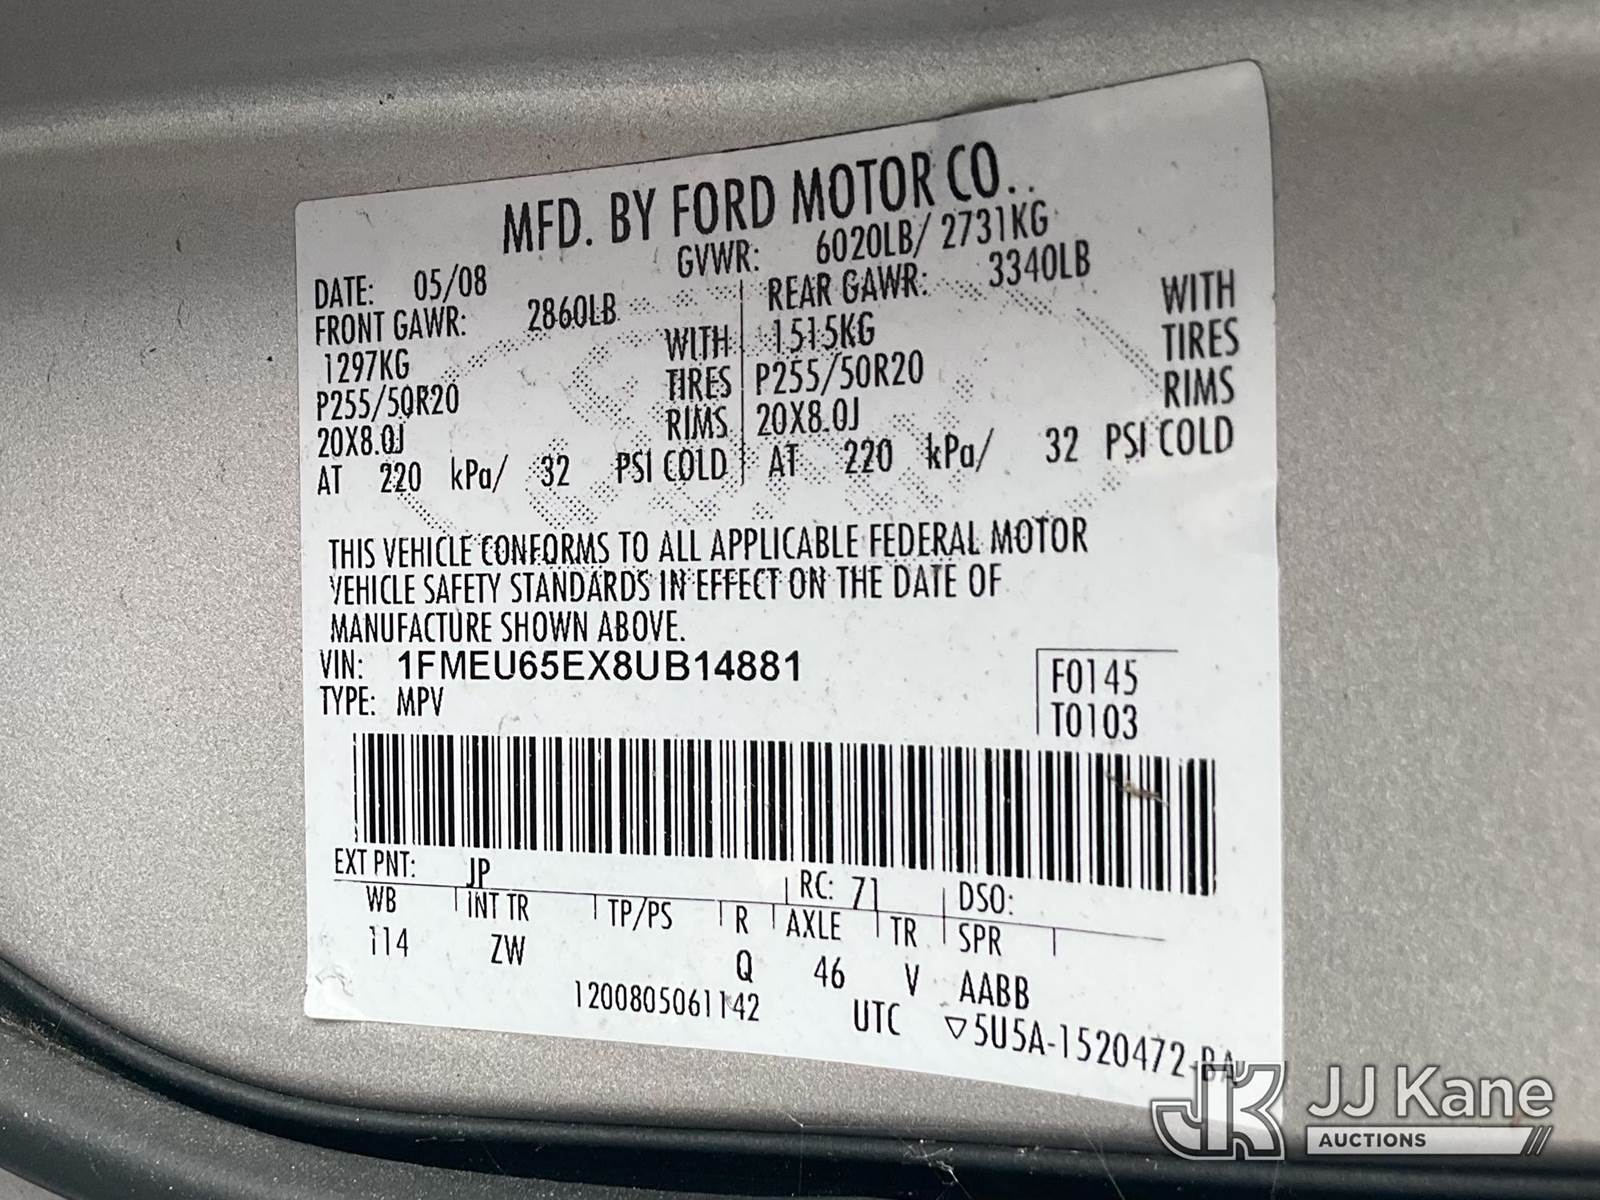 MFD. BY FORD MOTOR CO..
DATE: 05/08 GVWR: 6020LB/ 2731KG
FRONT GAWR: 2860LB REAR GAWR: 3340LB
1297KG WITH 1515KG WITH
P255/50R20 TIRES P255/50R20 TIRES
20X8.0J RIMS 20X8.0J RIMS
AT 220 kPa/ 32 PSI COLD AT 220 kPa/ 32 PSI COLD
THIS VEHICLE CONFORMS TO ALL APPLICABLE FEDERAL MOTOR
VEHICLE SAFETY STANDARDS IN EFFECT ON THE DATE OF
MANUFACTURE SHOWN ABOVE.
VIN: 1FMEU65EX8UB14881 F0145
TYPE: MPV T0103
EXT PNT: JP RC: 71 DSO:
WB INT TR TP/PS R AXLE TR SPR
114 ZW Q 46 V AABB
1200805061142 UTC ▽5U5A-1520472-BA
JK JJ Kane
AUCTIONS